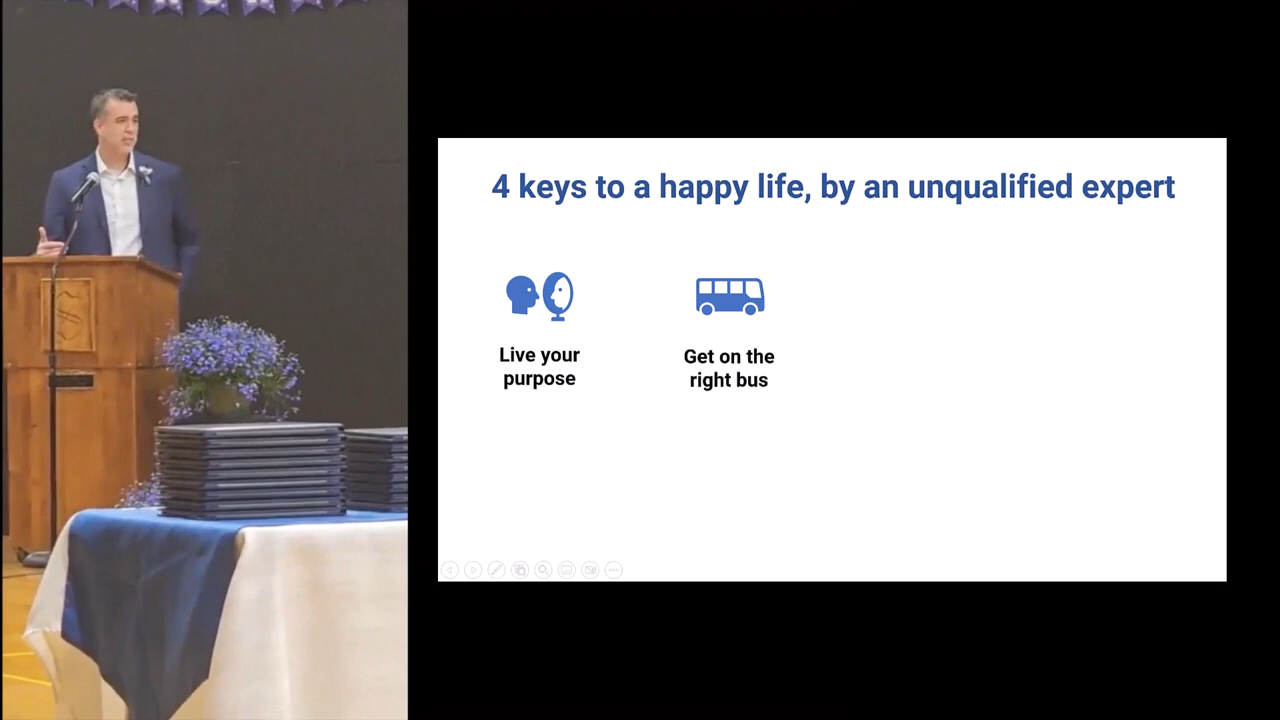 4 keys to a happy life, by an unqualified expert
Live your
purpose
Get on the
right bus
S